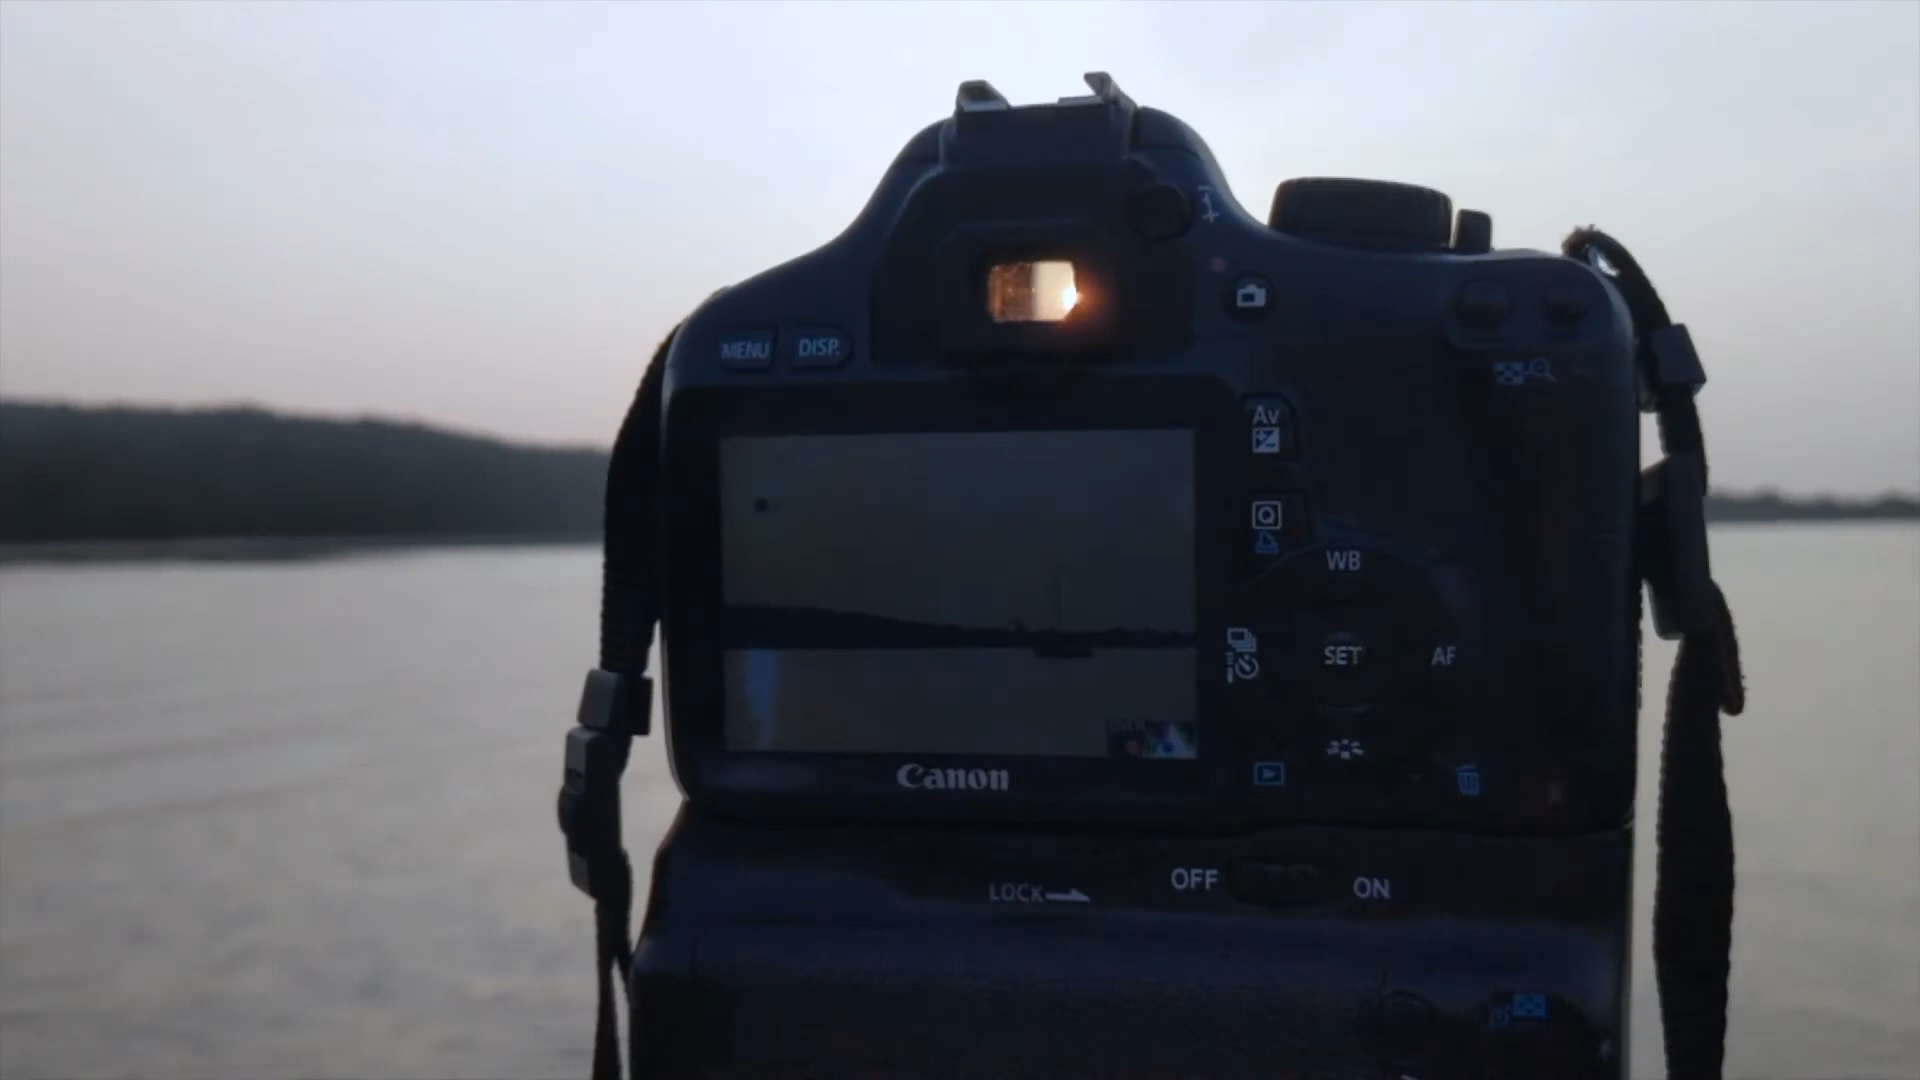 MENU DISP.
Av
Q
WB
SET AF
Canon
LOCK OFF ON